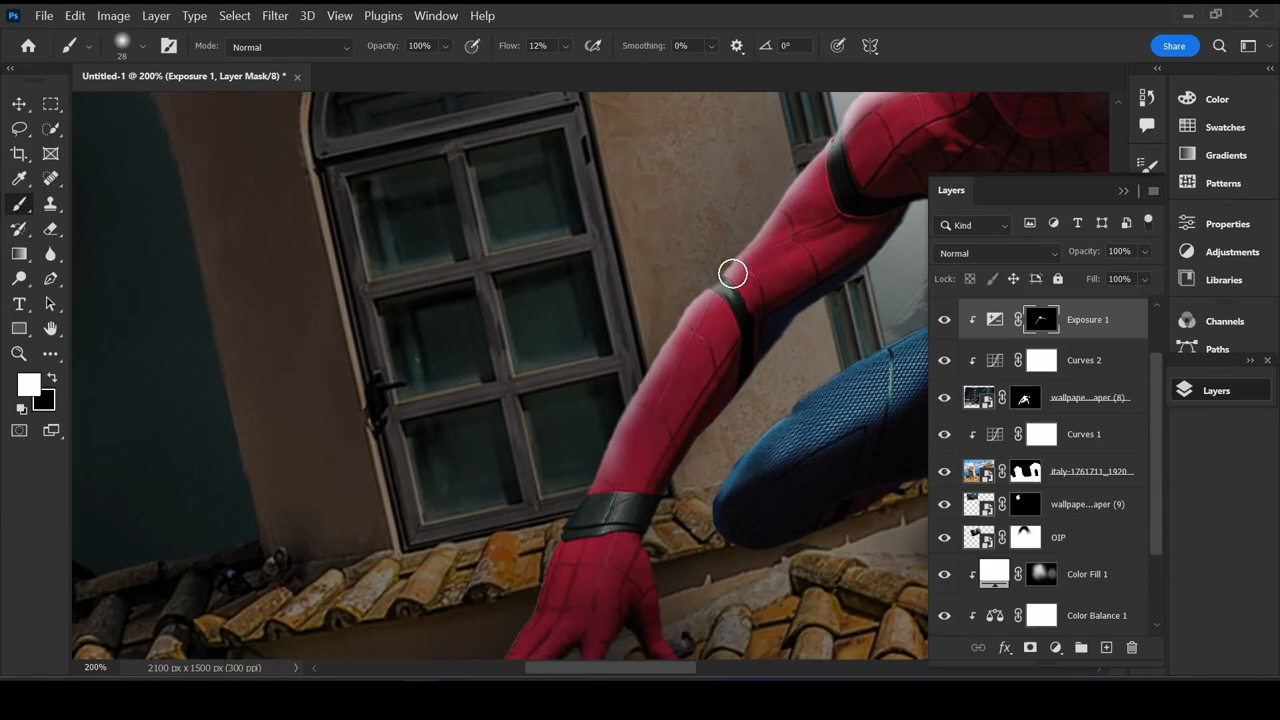 Ps File Edit Image Layer Type Select Filter 3D View Plugins Window Help
28 Mode: Normal Opacity: 100% Flow: 12% Smoothing: 0% 0° Share
Untitled-1 @ 200% (Exposure 1, Layer Mask/8) *
Color
Swatches
Gradients
Patterns
Properties
Adjustments
Libraries
Channels
Paths
Layers
Layers
Kind
Normal Opacity: 100%
Lock: Fill: 100%
Exposure 1
Curves 2
wallpape...aper (8)
Curves 1
italy-1761711_1920
wallpape...aper (9)
OIP
Color Fill 1
Color Balance 1
fx
200% 2100 px x 1500 px (300 ppi)